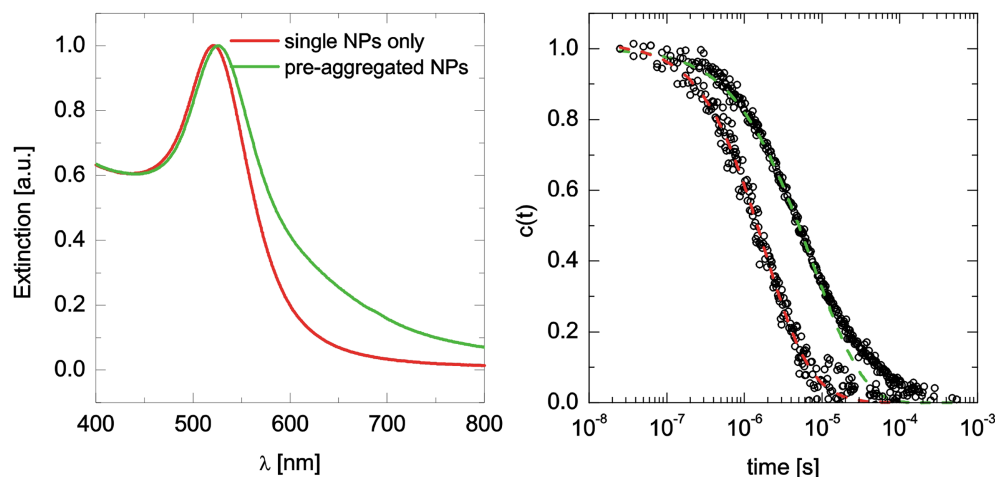 single NPs only
pre-aggregated NPs
Extinction [a.u.]
1.0
0.8
0.6
0.4
0.2
0.0
400 500 600 700 800
λ [nm]
c(t)
1.0
0.8
0.6
0.4
0.2
0.0
10⁻⁸ 10⁻⁷ 10⁻⁶ 10⁻⁵ 10⁻⁴ 10⁻³
time [s]